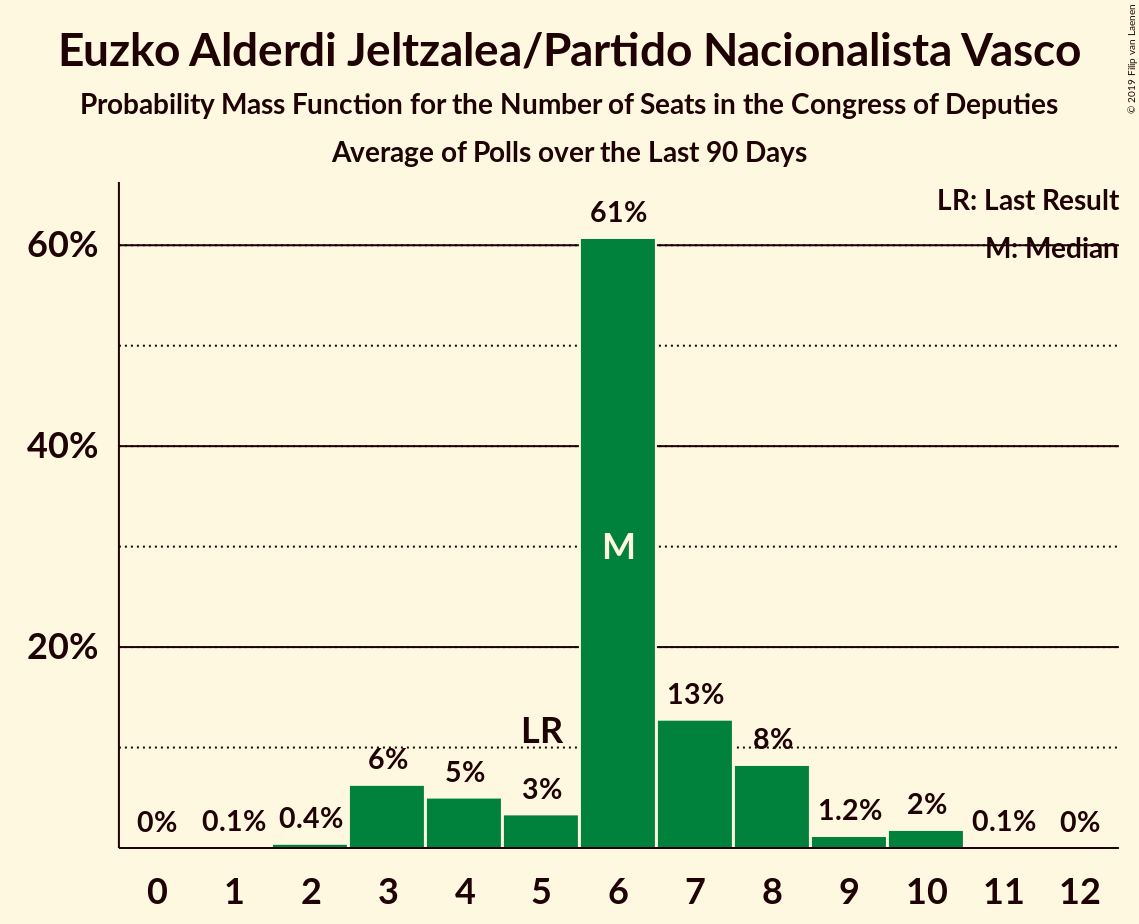 Euzko Alderdi Jeltzalea/Partido Nacionalista Vasco
Probability Mass Function for the Number of Seats in the Congress of Deputies
Average of Polls over the Last 90 Days
© 2019 Filip van Laenen
LR: Last Result
M: Median
60%
40%
20%
0%
0.1%
0.4%
6%
5%
LR
3%
61%
M
13%
8%
1.2%
2%
0.1%
0%
0 1 2 3 4 5 6 7 8 9 10 11 12